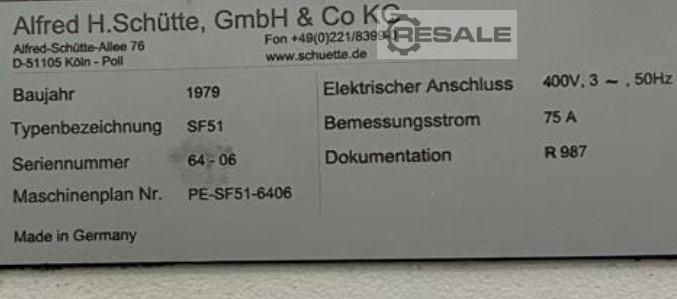 Alfred H.Schütte, GmbH & Co KG
Alfred-Schütte-Allee 76
D-51105 Köln - Poll
Fon +49(0)221/8399
www.schuette.de
RESALE
Baujahr 1979
Typenbezeichnung SF51
Seriennummer 64-06
Maschinenplan Nr. PE-SF51-6406
Elektrischer Anschluss 400V, 3 ~ , 50Hz
Bemessungsstrom 75 A
Dokumentation R 987
Made in Germany